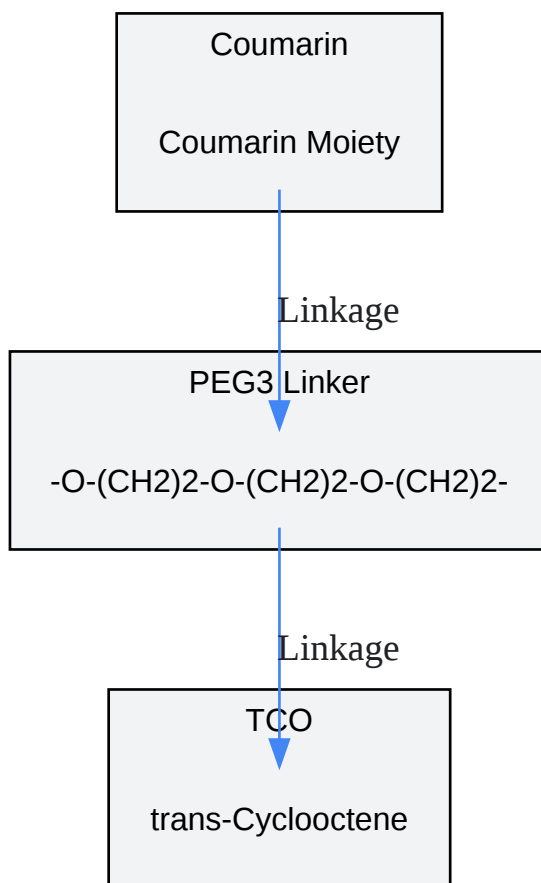 Coumarin
Coumarin Moiety
Linkage
PEG3 Linker
-O-(CH2)2-O-(CH2)2-O-(CH2)2-
Linkage
TCO
trans-Cyclooctene